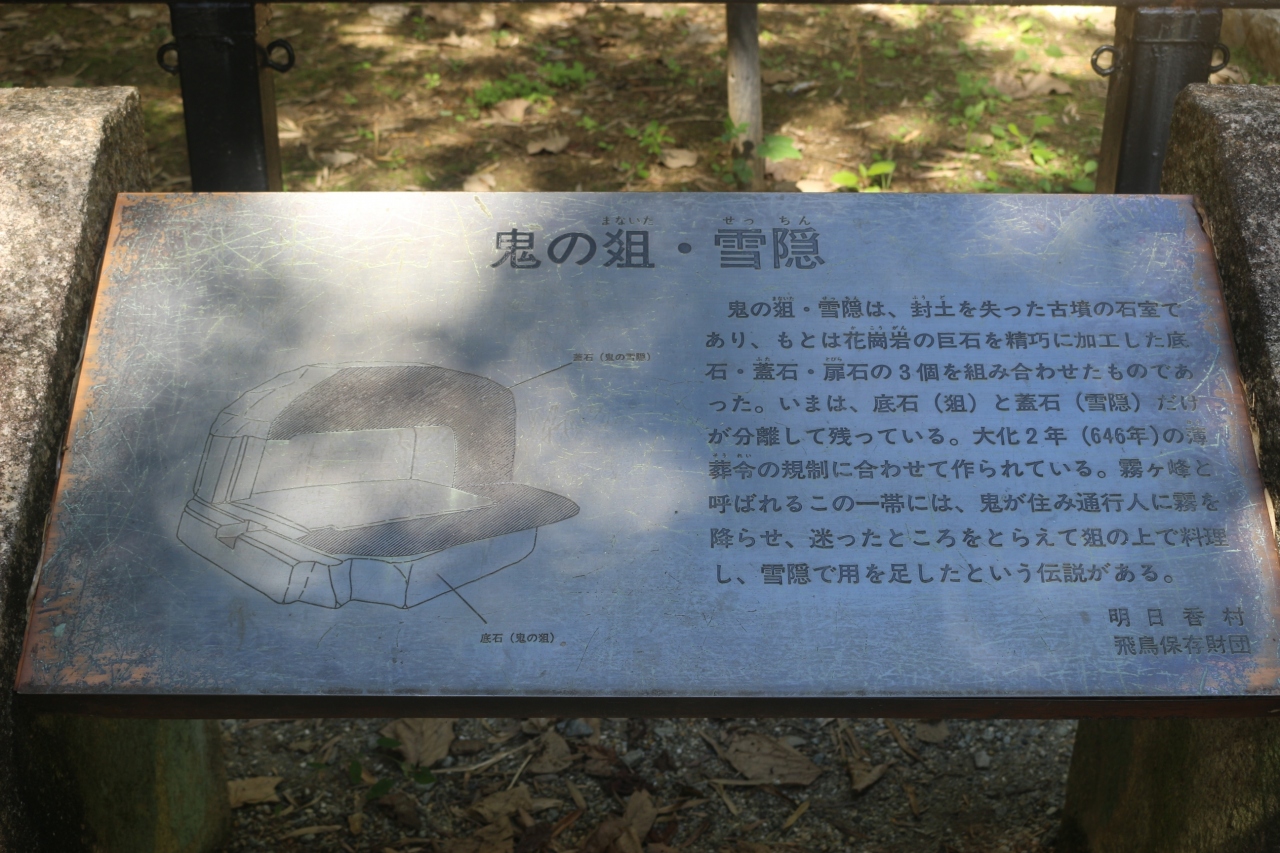 まないた せっちん
鬼の俎・雪隠
鬼の俎・雪隠は、封土を失った古墳の石室で
あり、もとは花崗岩の巨石を精巧に加工した底
石・蓋石・扉石の3個を組み合わせたものであ
った。いまは、底石（俎）と蓋石（雪隠）だけ
が分離して残っている。大化2年（646年）の薄
葬令の規制に合わせて作られている。霧ヶ峰と
呼ばれるこの一帯には、鬼が住み通行人に霧を
降らせ、迷ったところをとらえて俎の上で料理
し、雪隠で用を足したという伝説がある。
明日香村
飛鳥保存財団
蓋石（鬼の雪隠）
底石（鬼の俎）